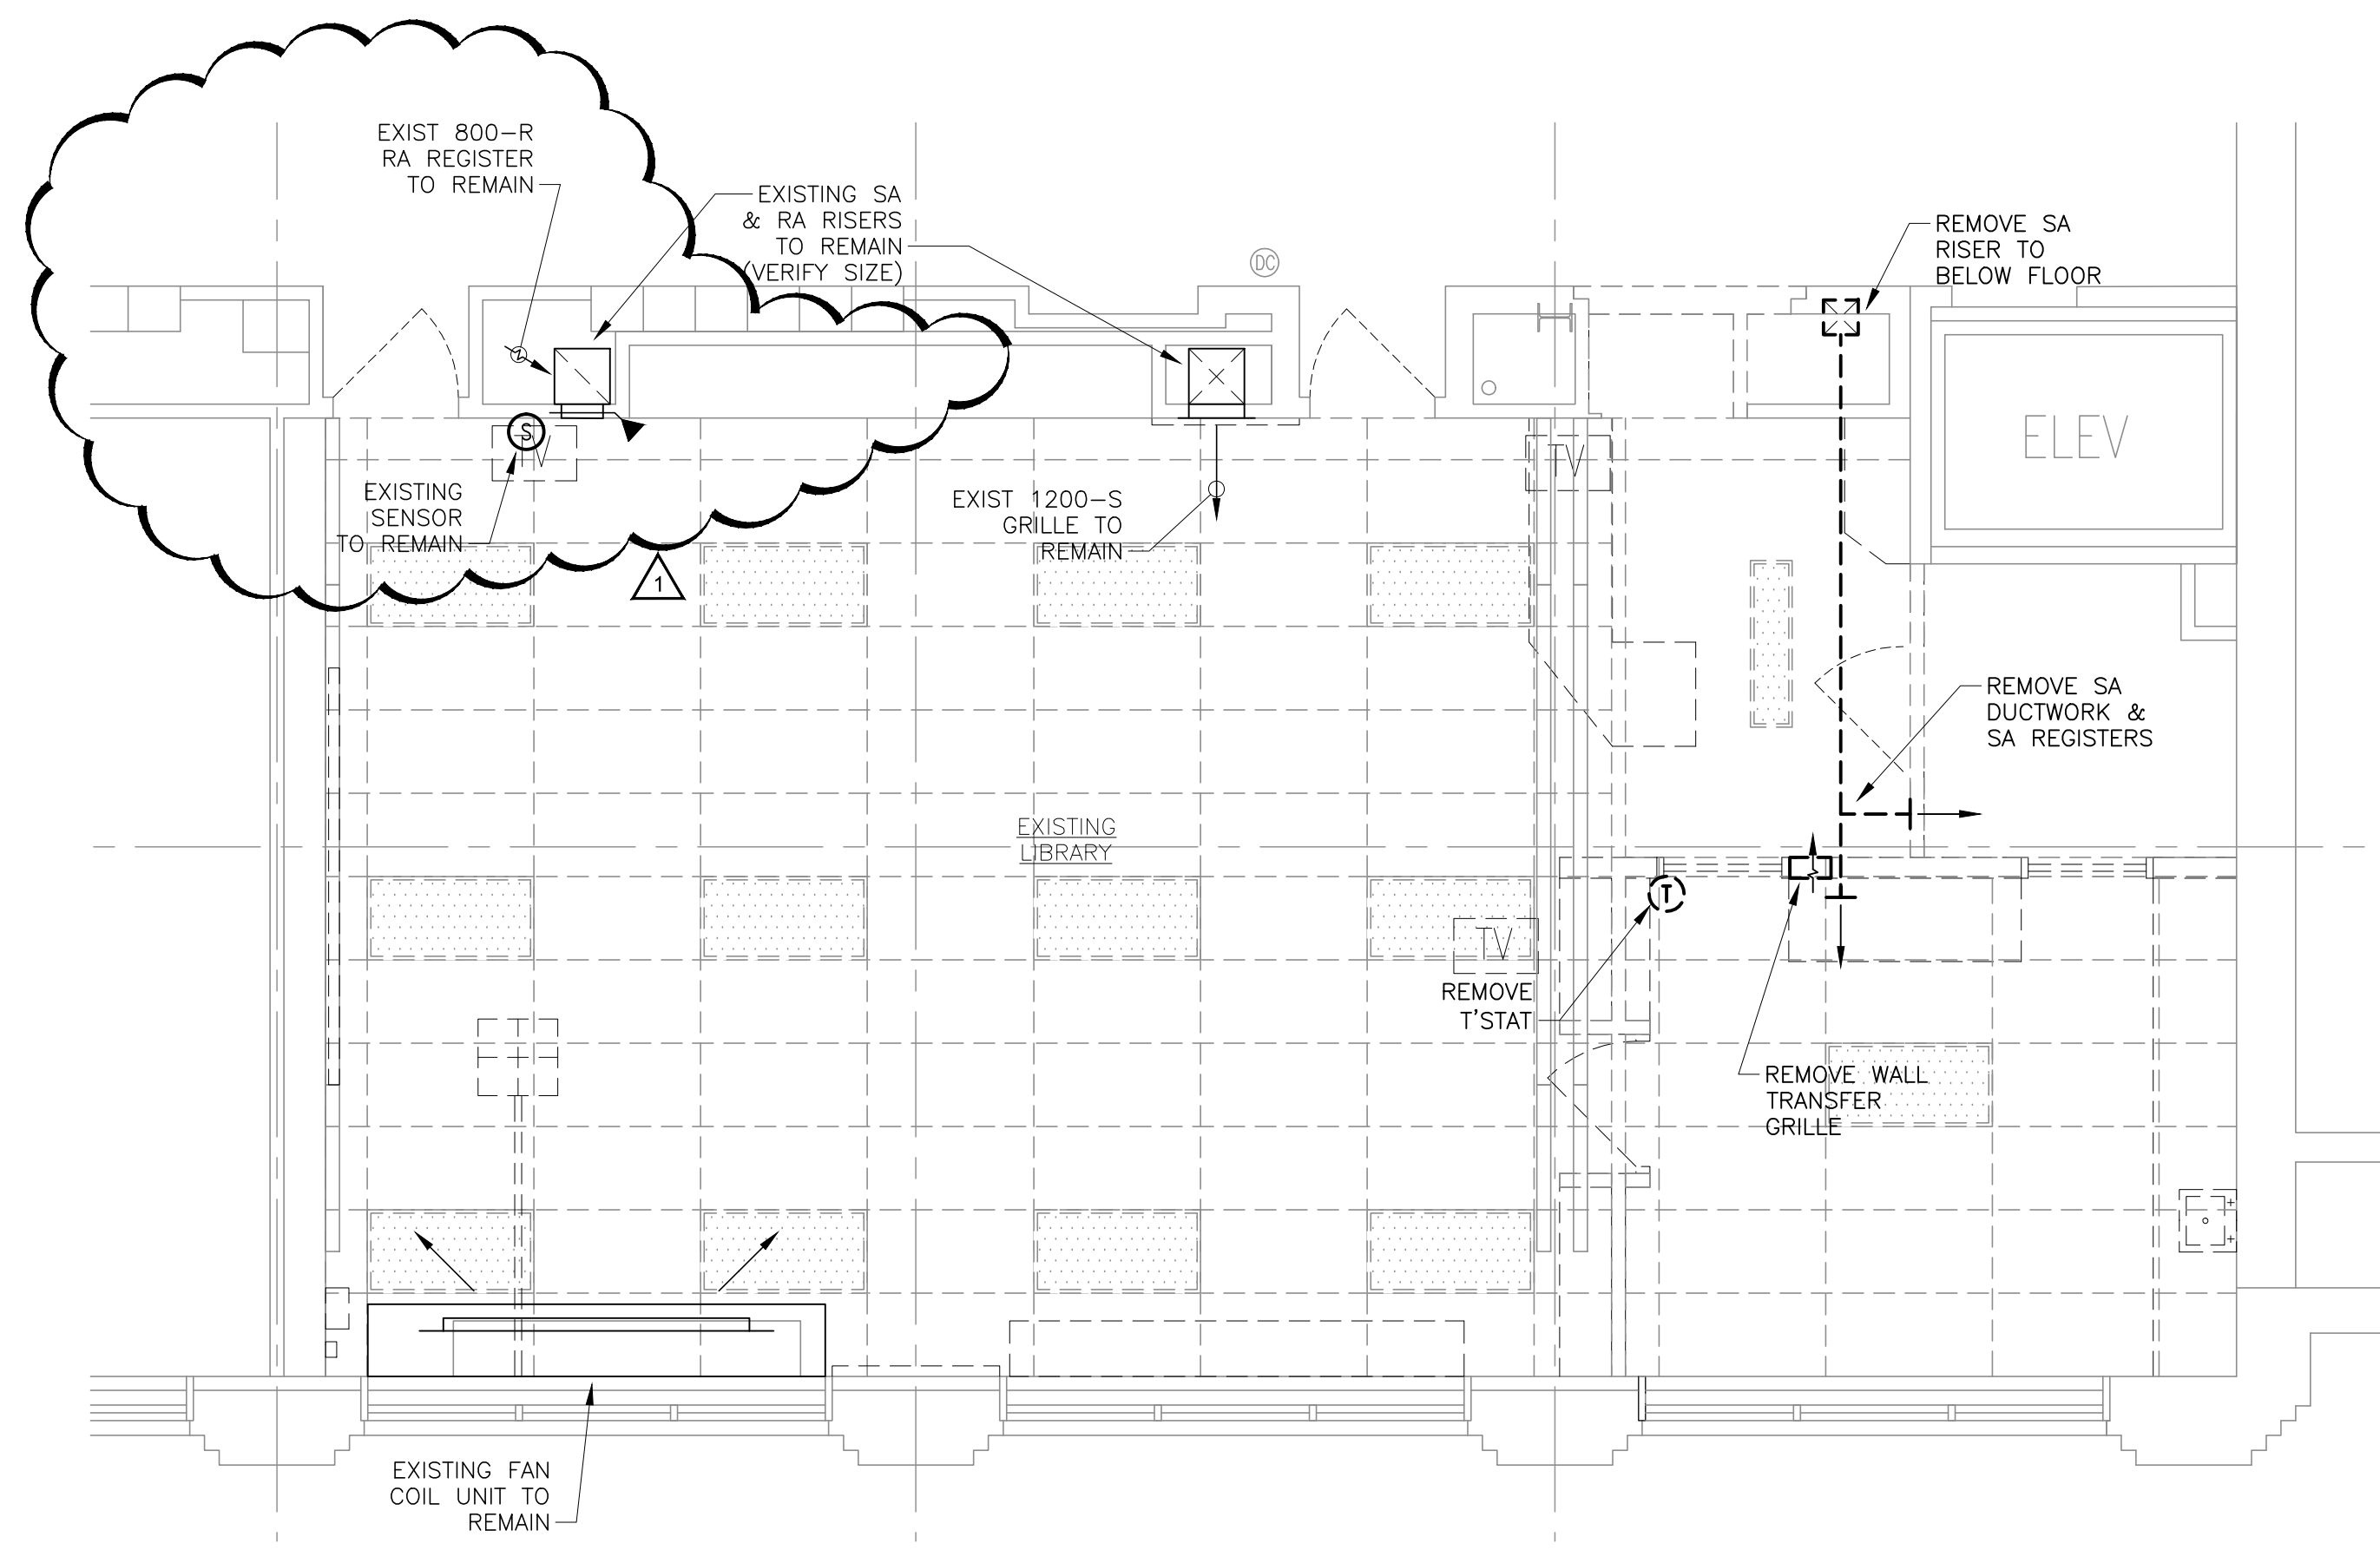 EXIST 800-R
RA REGISTER
TO REMAIN
EXISTING SA
& RA RISERS
TO REMAIN
(VERIFY SIZE)
DC
REMOVE SA
RISER TO
BELOW FLOOR
ELEV
S
TV
TV
EXISTING
SENSOR
TO REMAIN
EXIST 1200-S
GRILLE TO
REMAIN
1
REMOVE SA
DUCTWORK &
SA REGISTERS
EXISTING
LIBRARY
T
TV
REMOVE
T'STAT
REMOVE WALL
TRANSFER
GRILLE
EXISTING FAN
COIL UNIT TO
REMAIN